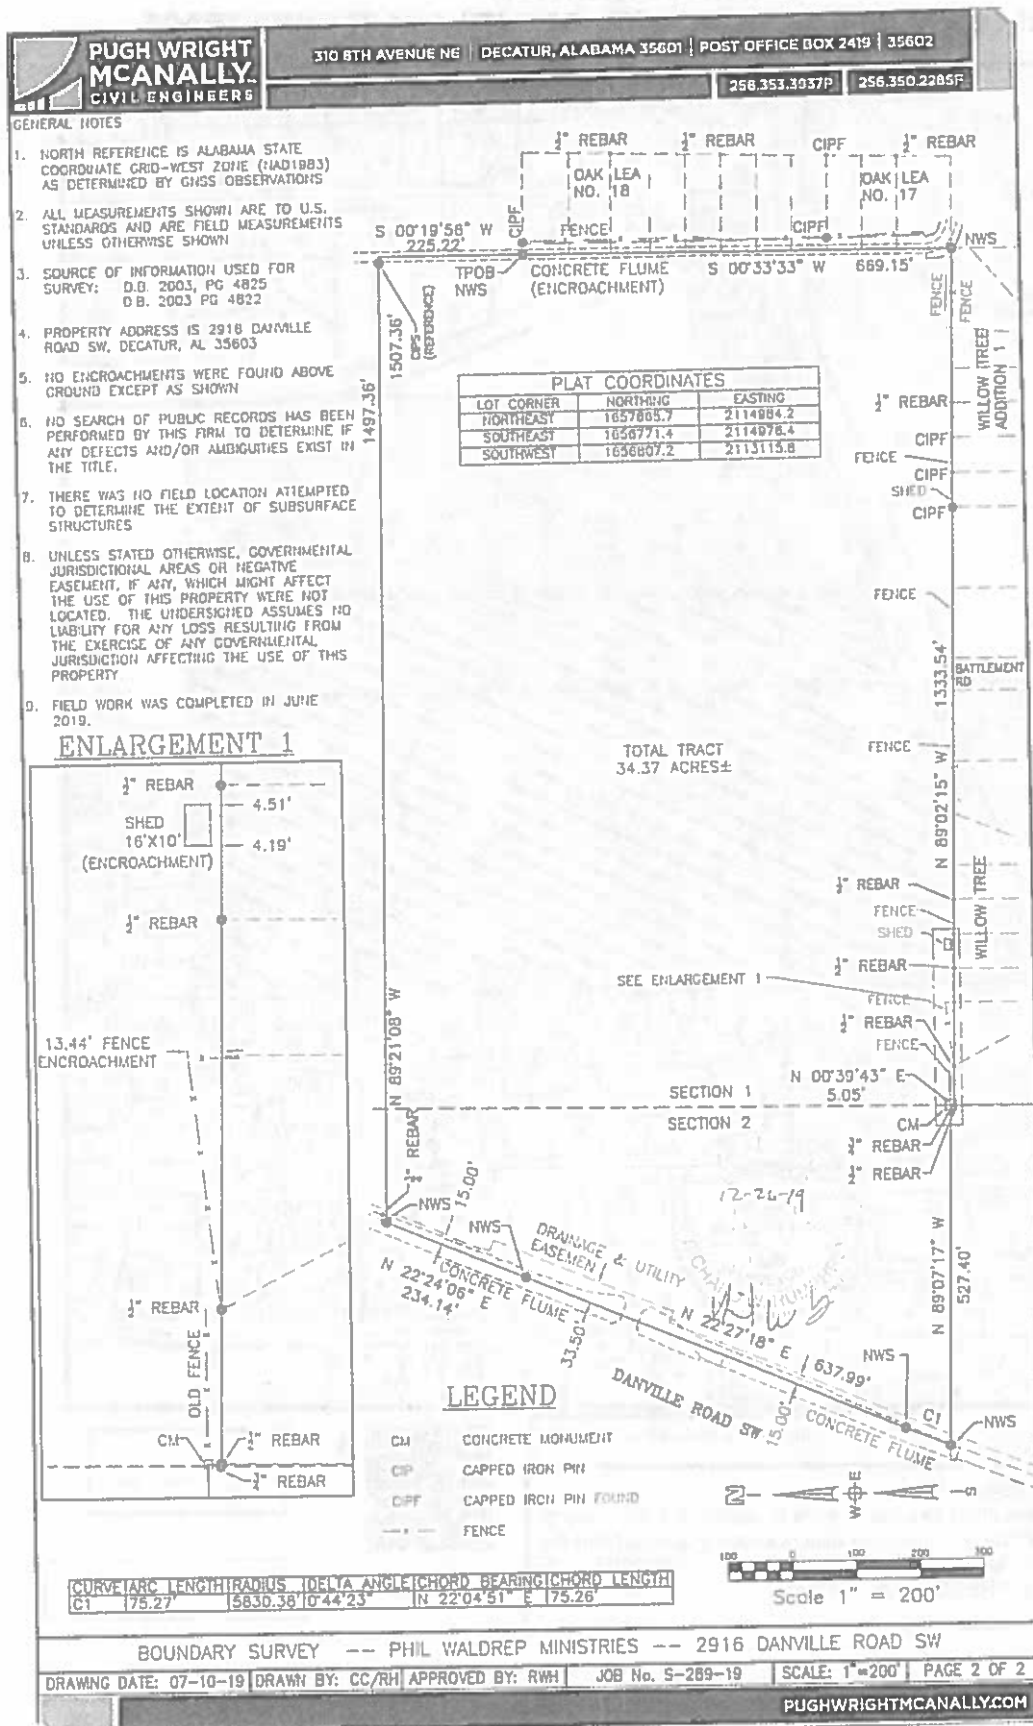 PUGH WRIGHT
MCANALLY
CIVIL ENGINEERS
310 8TH AVENUE NE | DECATUR, ALABAMA 35601 | POST OFFICE BOX 2419 | 35602
256.353.3937P
256.350.2285F
GENERAL NOTES
1. NORTH REFERENCE IS ALABAMA STATE
COORDINATE GRID-WEST ZONE (NAD1983)
AS DETERMINED BY GNSS OBSERVATIONS
2. ALL MEASUREMENTS SHOWN ARE TO U.S.
STANDARDS AND ARE FIELD MEASUREMENTS
UNLESS OTHERWISE SHOWN
3. SOURCE OF INFORMATION USED FOR
SURVEY: D.B. 2003, PG 4825
D.B. 2003 PG 4822
4. PROPERTY ADDRESS IS 2916 DANVILLE
ROAD SW, DECATUR, AL 35603
5. NO ENCROACHMENTS WERE FOUND ABOVE
GROUND EXCEPT AS SHOWN
6. NO SEARCH OF PUBLIC RECORDS HAS BEEN
PERFORMED BY THIS FIRM TO DETERMINE IF
ANY DEFECTS AND/OR AMBIGUITIES EXIST IN
THE TITLE.
7. THERE WAS NO FIELD LOCATION ATTEMPTED
TO DETERMINE THE EXTENT OF SUBSURFACE
STRUCTURES
8. UNLESS STATED OTHERWISE, GOVERNMENTAL
JURISDICTIONAL AREAS OR NEGATIVE
EASEMENT, IF ANY, WHICH MIGHT AFFECT
THE USE OF THIS PROPERTY WERE NOT
LOCATED. THE UNDERSIGNED ASSUMES NO
LIABILITY FOR ANY LOSS RESULTING FROM
THE EXERCISE OF ANY GOVERNMENTAL
JURISDICTION AFFECTING THE USE OF THIS
PROPERTY
9. FIELD WORK WAS COMPLETED IN JUNE
2019.
ENLARGEMENT 1
½" REBAR
4.51'
SHED
16'X10'
(ENCROACHMENT)
4.19'
½" REBAR
13.44' FENCE
ENCROACHMENT
½" REBAR
OLD FENCE
CM
½" REBAR
¾" REBAR
½" REBAR
½" REBAR
CIPF
½" REBAR
OAK LEA
NO. 18
OAK LEA
NO. 17
S 00°19'56" W
225.22'
CIPF
FENCE
CIPF
NWS
TPOB
NWS
CONCRETE FLUME
(ENCROACHMENT)
S 00°33'33" W 669.15'
FENCE
FENCE
1507.36'
1497.36'
CIPS
(REFERENCE)
PLAT COORDINATES
LOT CORNER NORTHING EASTING
NORTHEAST 1657665.7 2114984.2
SOUTHEAST 1656771.4 2114976.4
SOUTHWEST 1656807.2 2113115.8
WILLOW TREE
ADDITION 1
½" REBAR
CIPF
FENCE
CIPF
SHED
CIPF
FENCE
1333.54'
BATTLEMENT
RD
FENCE
TOTAL TRACT
34.37 ACRES±
N 89°02'15" W
½" REBAR
FENCE
SHED
WILLOW TREE
½" REBAR
SEE ENLARGEMENT 1
FENCE
½" REBAR
FENCE
N 89°21'08" W
N 00°39'43" E
5.05'
SECTION 1
SECTION 2
CM
¾" REBAR
½" REBAR
½" REBAR
NWS
15.00'
NWS
12-26-19
DRAINAGE & UTILITY
EASEMENT
N 22°24'06" E
234.14'
CONCRETE FLUME
33.50'
N 22°27'18" E
637.99'
N 89°07'17" W
527.40'
NWS
C1
NWS
DANVILLE ROAD SW
15.00'
CONCRETE FLUME
LEGEND
CM CONCRETE MONUMENT
CIP CAPPED IRON PIN
CIPF CAPPED IRON PIN FOUND
FENCE
N
E
W
S
100 0 100 200 300
Scale 1" = 200'
CURVE ARC LENGTH RADIUS DELTA ANGLE CHORD BEARING CHORD LENGTH
C1 75.27' 5830.38' 0°44'23" N 22°04'51" E 75.26'
BOUNDARY SURVEY -- PHIL WALDREP MINISTRIES -- 2916 DANVILLE ROAD SW
DRAWING DATE: 07-10-19 DRAWN BY: CC/RH APPROVED BY: RWH JOB No. S-289-19 SCALE: 1"=200' PAGE 2 OF 2
PUGHWRIGHTMCANALLY.COM